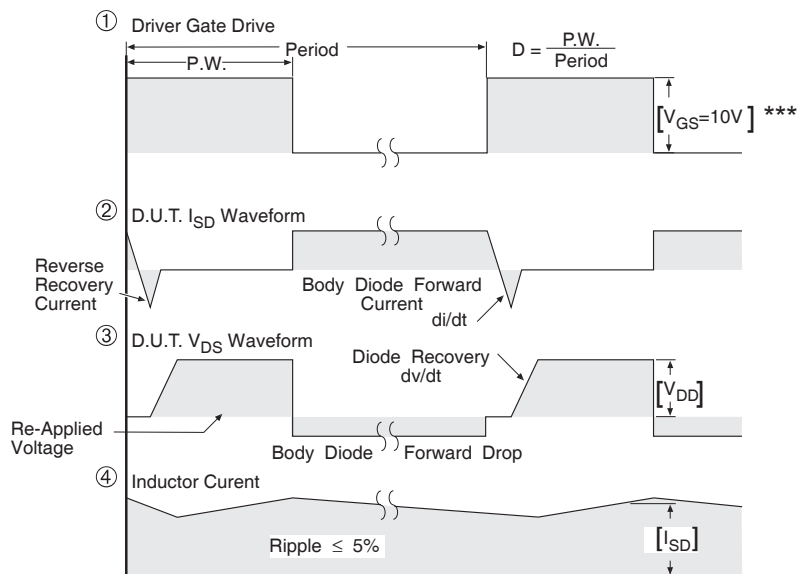 ① Driver Gate Drive
Period
P.W.
D = P.W. / Period
[VGS=10V] ***
② D.U.T. ISD Waveform
Reverse
Recovery
Current
Body Diode Forward
Current
di/dt
③ D.U.T. VDS Waveform
Diode Recovery
dv/dt
[VDD]
Re-Applied
Voltage
Body Diode Forward Drop
④ Inductor Curent
Ripple ≤ 5%
[ISD]